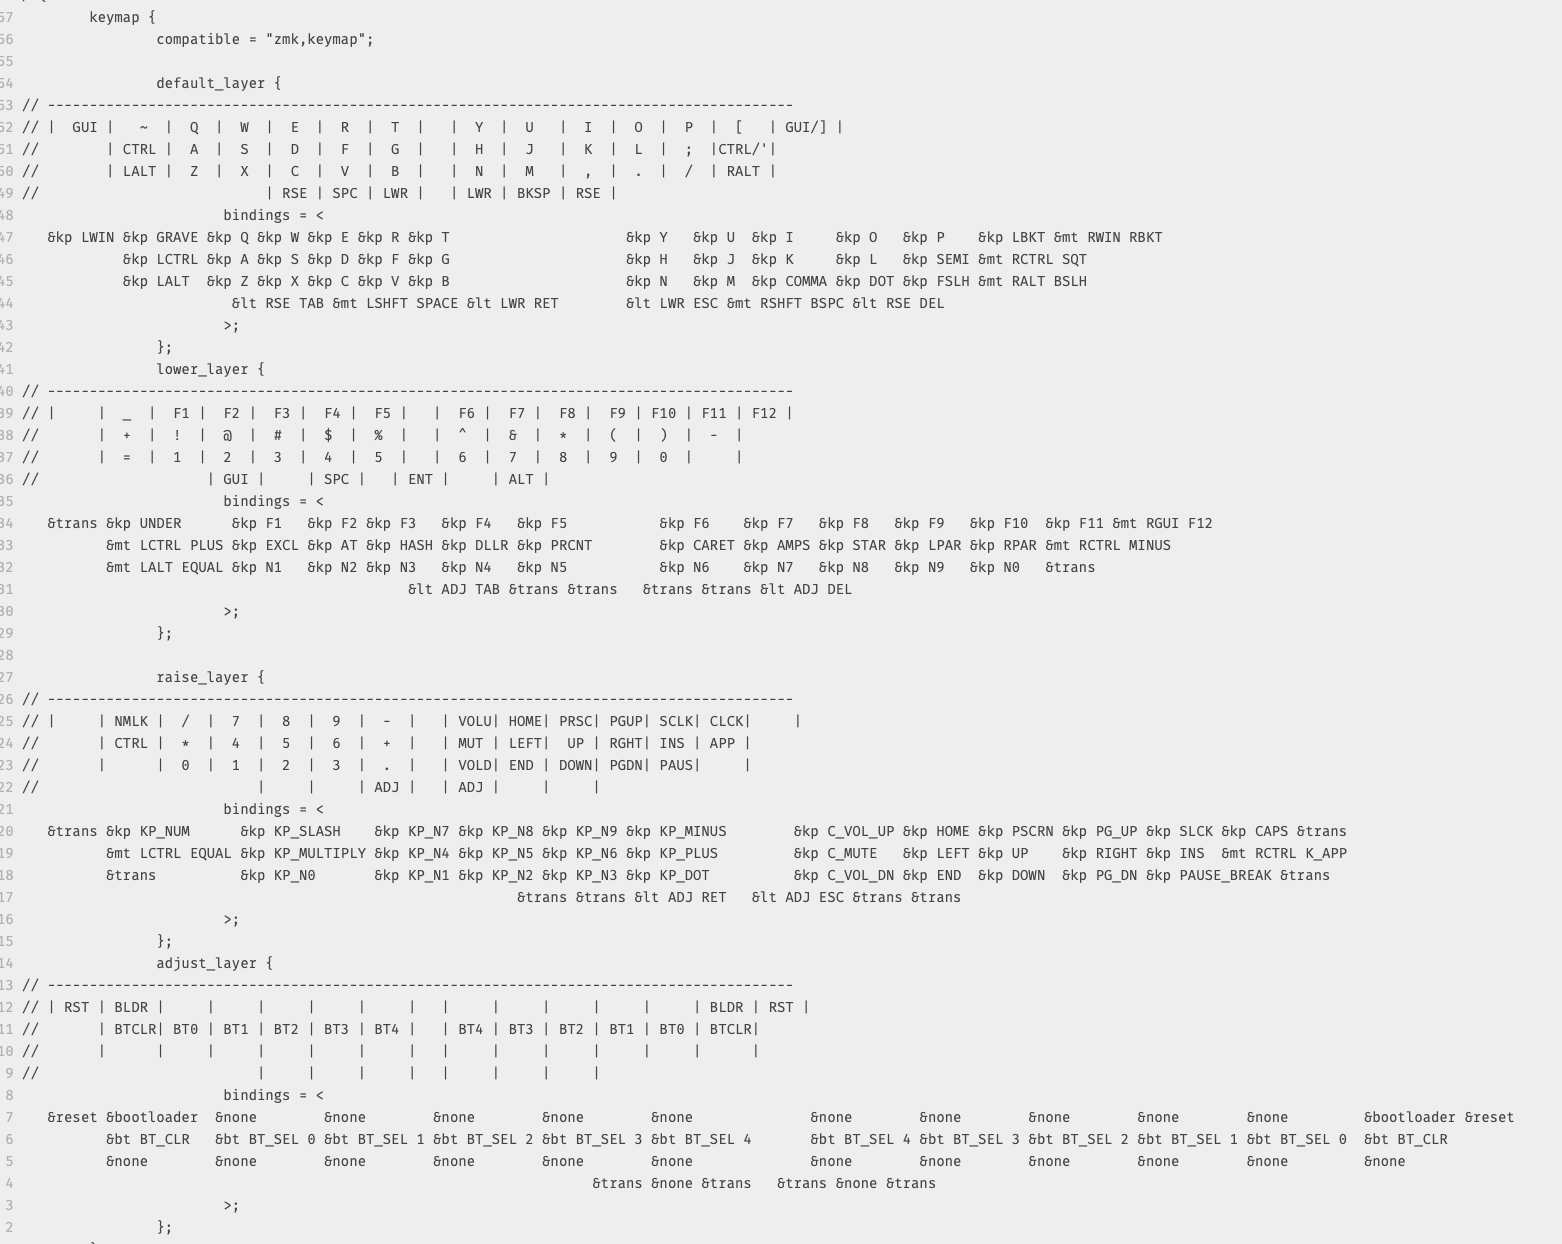 57         keymap {
56                 compatible = "zmk,keymap";
55
54                 default_layer {
53 // -----------------------------------------------------------------------------------------
52 // |  GUI |   ~  |  Q  |  W  |  E  |  R  |  T  |   |  Y  |  U   |  I  |  O  |  P  |  [   | GUI/] |
51 //        | CTRL |  A  |  S  |  D  |  F  |  G  |   |  H  |  J   |  K  |  L  |  ;  |CTRL/'|
50 //        | LALT |  Z  |  X  |  C  |  V  |  B  |   |  N  |  M   |  ,  |  .  |  /  | RALT |
49 //                           | RSE | SPC | LWR |   | LWR | BKSP | RSE |
48                         bindings = <
47    &kp LWIN &kp GRAVE &kp Q &kp W &kp E &kp R &kp T                     &kp Y   &kp U  &kp I     &kp O   &kp P    &kp LBKT &mt RWIN RBKT
46             &kp LCTRL &kp A &kp S &kp D &kp F &kp G                     &kp H   &kp J  &kp K     &kp L   &kp SEMI &mt RCTRL SQT
45             &kp LALT  &kp Z &kp X &kp C &kp V &kp B                     &kp N   &kp M  &kp COMMA &kp DOT &kp FSLH &mt RALT BSLH
44                          &lt RSE TAB &mt LSHFT SPACE &lt LWR RET        &lt LWR ESC &mt RSHFT BSPC &lt RSE DEL
43                         >;
42                 };
41                 lower_layer {
40 // -----------------------------------------------------------------------------------------
39 // |     |  _  |  F1 |  F2 |  F3 |  F4 |  F5 |   |  F6 |  F7 |  F8 |  F9 | F10 | F11 | F12 |
38 //       |  +  |  !  |  @  |  #  |  $  |  %  |   |  ^  |  &  |  *  |  (  |  )  |  -  |
37 //       |  =  |  1  |  2  |  3  |  4  |  5  |   |  6  |  7  |  8  |  9  |  0  |     |
36 //                    | GUI |     | SPC |   | ENT |     | ALT |
35                         bindings = <
34    &trans &kp UNDER      &kp F1   &kp F2 &kp F3   &kp F4   &kp F5           &kp F6    &kp F7   &kp F8   &kp F9   &kp F10  &kp F11 &mt RGUI F12
33           &mt LCTRL PLUS &kp EXCL &kp AT &kp HASH &kp DLLR &kp PRCNT        &kp CARET &kp AMPS &kp STAR &kp LPAR &kp RPAR &mt RCTRL MINUS
32           &mt LALT EQUAL &kp N1   &kp N2 &kp N3   &kp N4   &kp N5           &kp N6    &kp N7   &kp N8   &kp N9   &kp N0   &trans
31                                              &lt ADJ TAB &trans &trans   &trans &trans &lt ADJ DEL
30                         >;
29                 };
28
27                 raise_layer {
26 // -----------------------------------------------------------------------------------------
25 // |     | NMLK |  /  |  7  |  8  |  9  |  -  |   | VOLU| HOME| PRSC| PGUP| SCLK| CLCK|     |
24 //       | CTRL |  *  |  4  |  5  |  6  |  +  |   | MUT | LEFT|  UP | RGHT| INS | APP |
23 //       |      |  0  |  1  |  2  |  3  |  .  |   | VOLD| END | DOWN| PGDN| PAUS|     |
22 //                          |     |     | ADJ |   | ADJ |     |     |
21                         bindings = <
20    &trans &kp KP_NUM      &kp KP_SLASH    &kp KP_N7 &kp KP_N8 &kp KP_N9 &kp KP_MINUS        &kp C_VOL_UP &kp HOME &kp PSCRN &kp PG_UP &kp SLCK &kp CAPS &trans
19           &mt LCTRL EQUAL &kp KP_MULTIPLY &kp KP_N4 &kp KP_N5 &kp KP_N6 &kp KP_PLUS         &kp C_MUTE   &kp LEFT &kp UP    &kp RIGHT &kp INS  &mt RCTRL K_APP
18           &trans          &kp KP_N0       &kp KP_N1 &kp KP_N2 &kp KP_N3 &kp KP_DOT          &kp C_VOL_DN &kp END  &kp DOWN  &kp PG_DN &kp PAUSE_BREAK &trans
17                                                           &trans &trans &lt ADJ RET   &lt ADJ ESC &trans &trans
16                         >;
15                 };
14                 adjust_layer {
13 // -----------------------------------------------------------------------------------------
12 // | RST | BLDR |     |     |     |     |     |   |     |     |     |     |     | BLDR | RST |
11 //       | BTCLR| BT0 | BT1 | BT2 | BT3 | BT4 |   | BT4 | BT3 | BT2 | BT1 | BT0 | BTCLR|
10 //       |      |     |     |     |     |     |   |     |     |     |     |     |      |
9 //                          |     |     |     |   |     |     |     |
8                         bindings = <
7    &reset &bootloader  &none        &none        &none        &none        &none              &none        &none        &none        &none        &none         &bootloader &reset
6           &bt BT_CLR   &bt BT_SEL 0 &bt BT_SEL 1 &bt BT_SEL 2 &bt BT_SEL 3 &bt BT_SEL 4       &bt BT_SEL 4 &bt BT_SEL 3 &bt BT_SEL 2 &bt BT_SEL 1 &bt BT_SEL 0  &bt BT_CLR
5           &none        &none        &none        &none        &none        &none              &none        &none        &none        &none        &none         &none
4                                                                    &trans &none &trans   &trans &none &trans
3                         >;
2                 };